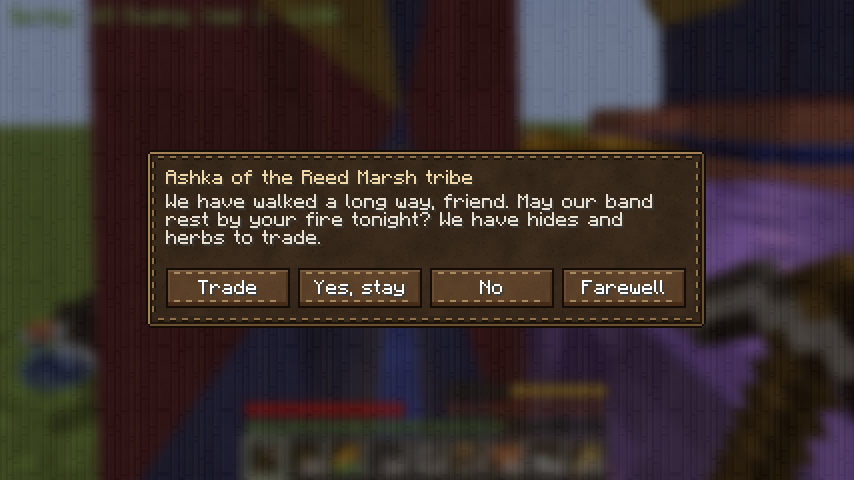 Ashka of the Reed Marsh tribe
We have walked a long way, friend. May our band
rest by your fire tonight? We have hides and
herbs to trade.
Trade
Yes, stay
No
Farewell